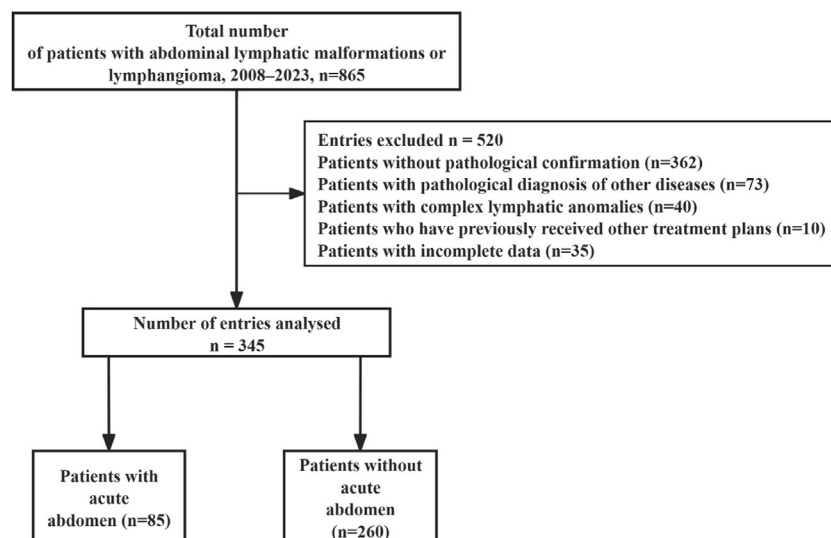 Total number
of patients with abdominal lymphatic malformations or
lymphangioma, 2008–2023, n=865
Entries excluded n = 520
Patients without pathological confirmation (n=362)
Patients with pathological diagnosis of other diseases (n=73)
Patients with complex lymphatic anomalies (n=40)
Patients who have previously received other treatment plans (n=10)
Patients with incomplete data (n=35)
Number of entries analysed
n = 345
Patients with
acute
abdomen (n=85)
Patients without
acute
abdomen
(n=260)